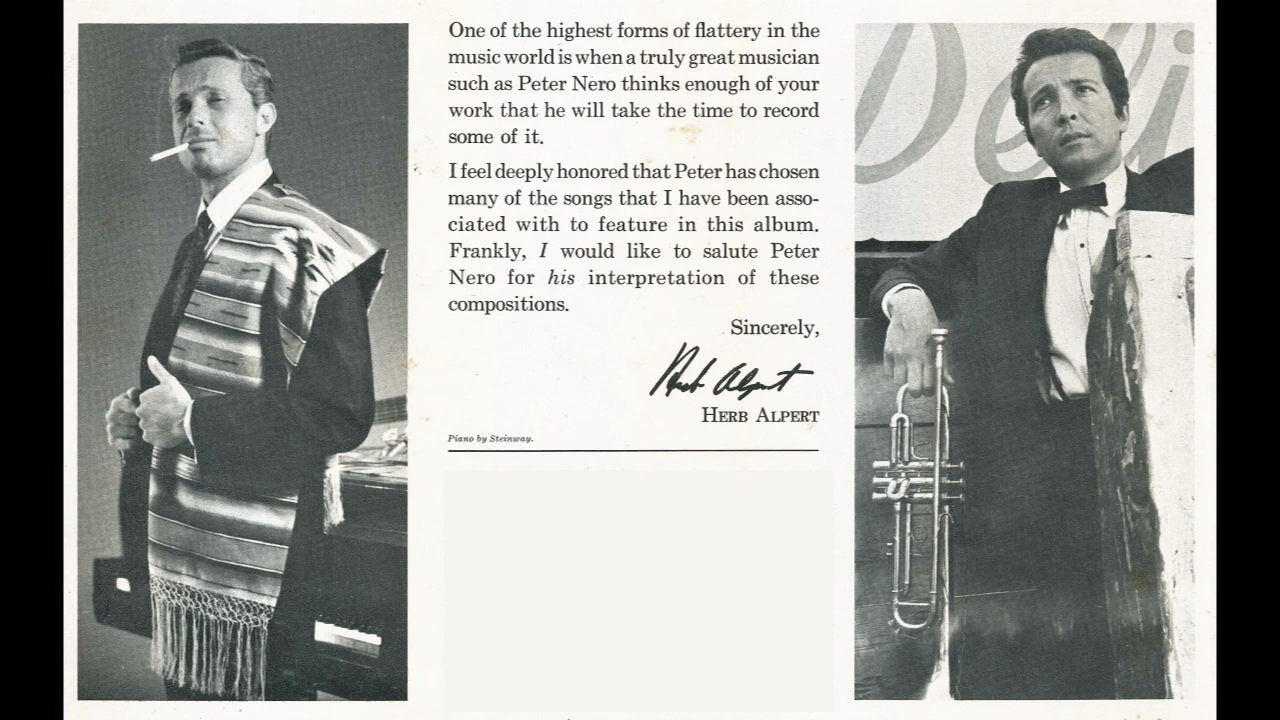 One of the highest forms of flattery in the
music world is when a truly great musician
such as Peter Nero thinks enough of your
work that he will take the time to record
some of it.
I feel deeply honored that Peter has chosen
many of the songs that I have been asso-
ciated with to feature in this album.
Frankly, I would like to salute Peter
Nero for his interpretation of these
compositions.
Sincerely,
Herb Alpert
HERB ALPERT
Piano by Steinway.
Deli